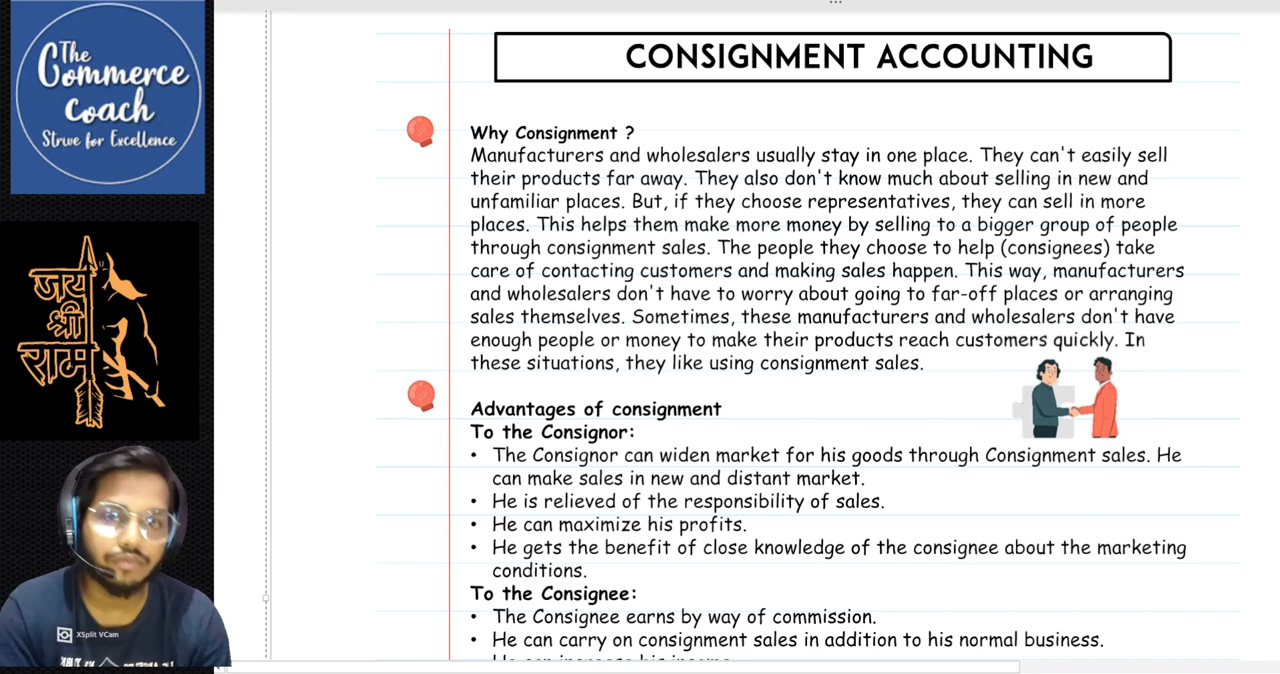 The
Commerce
Coach
Strive for Excellence
जय
श्री
राम
XSplit VCam
...
CONSIGNMENT ACCOUNTING
Why Consignment ?
Manufacturers and wholesalers usually stay in one place. They can't easily sell
their products far away. They also don't know much about selling in new and
unfamiliar places. But, if they choose representatives, they can sell in more
places. This helps them make more money by selling to a bigger group of people
through consignment sales. The people they choose to help (consignees) take
care of contacting customers and making sales happen. This way, manufacturers
and wholesalers don't have to worry about going to far-off places or arranging
sales themselves. Sometimes, these manufacturers and wholesalers don't have
enough people or money to make their products reach customers quickly. In
these situations, they like using consignment sales.
Advantages of consignment
To the Consignor:
• The Consignor can widen market for his goods through Consignment sales. He
can make sales in new and distant market.
• He is relieved of the responsibility of sales.
• He can maximize his profits.
• He gets the benefit of close knowledge of the consignee about the marketing
conditions.
To the Consignee:
• The Consignee earns by way of commission.
• He can carry on consignment sales in addition to his normal business.
He can increase his income